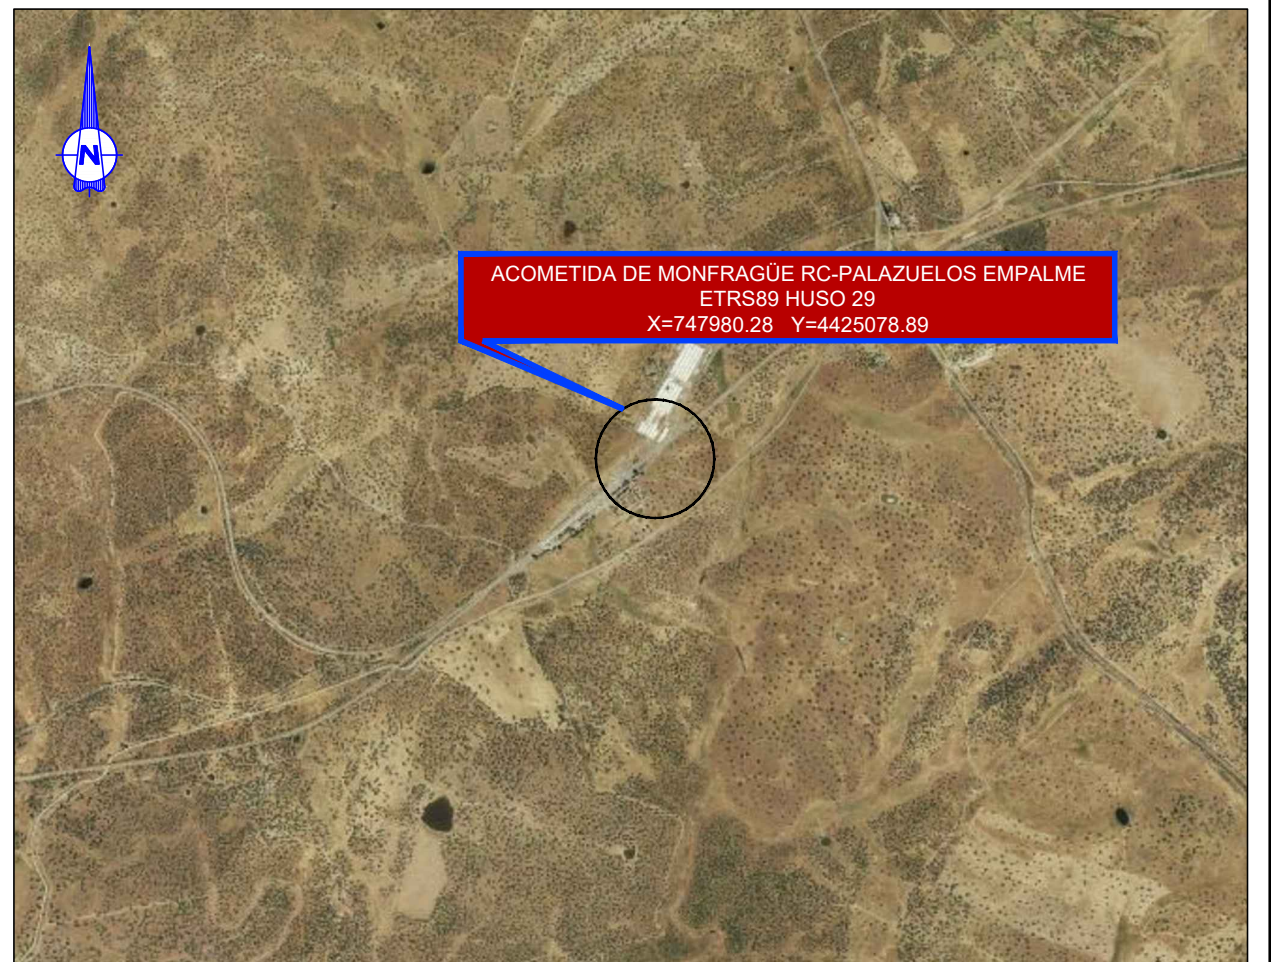 N
ACOMETIDA DE MONFRAGÜE RC-PALAZUELOS EMPALME
ETRS89 HUSO 29
X=747980.28 Y=4425078.89